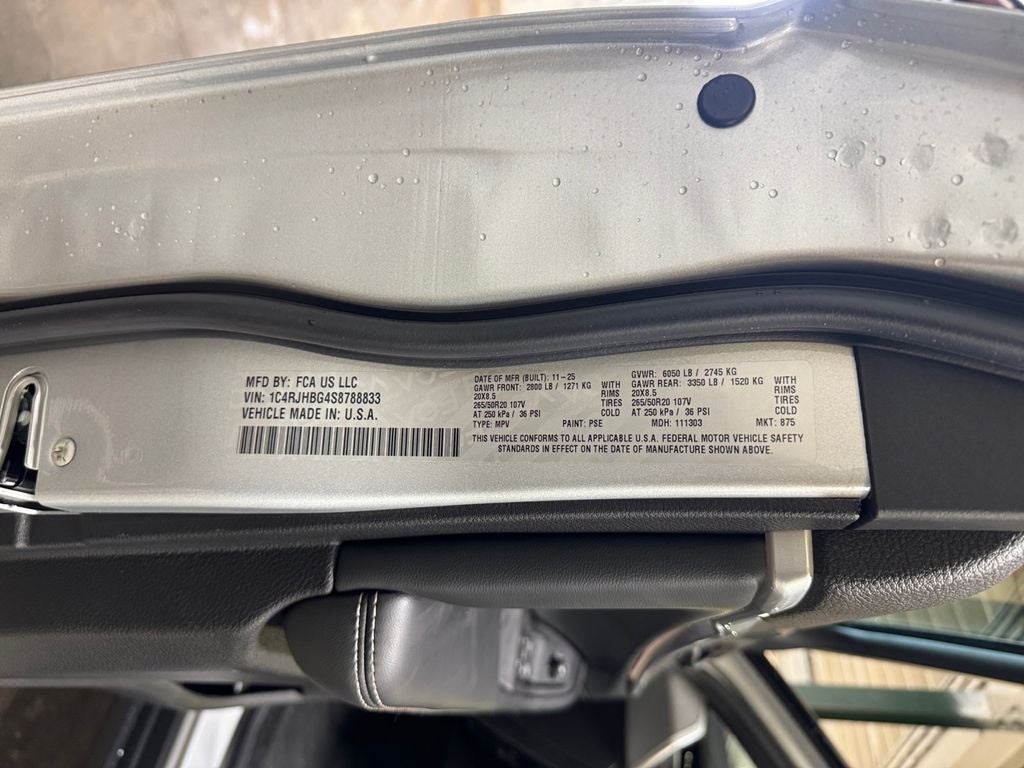 MFD BY: FCA US LLC
VIN: 1C4RJHBG4S8788833
VEHICLE MADE IN: U.S.A.
DATE OF MFR (BUILT): 11-25
GAWR FRONT: 2800 LB / 1271 KG WITH
20X8.5 RIMS
265/50R20 107V TIRES
AT 250 kPa / 36 PSI COLD
TYPE: MPV PAINT: PSE
GVWR: 6050 LB / 2745 KG
GAWR REAR: 3350 LB / 1520 KG WITH
20X8.5 RIMS
265/50R20 107V TIRES
AT 250 kPa / 36 PSI COLD
MDH: 111303 MKT: 875
THIS VEHICLE CONFORMS TO ALL APPLICABLE U.S.A. FEDERAL MOTOR VEHICLE SAFETY
STANDARDS IN EFFECT ON THE DATE OF MANUFACTURE SHOWN ABOVE.